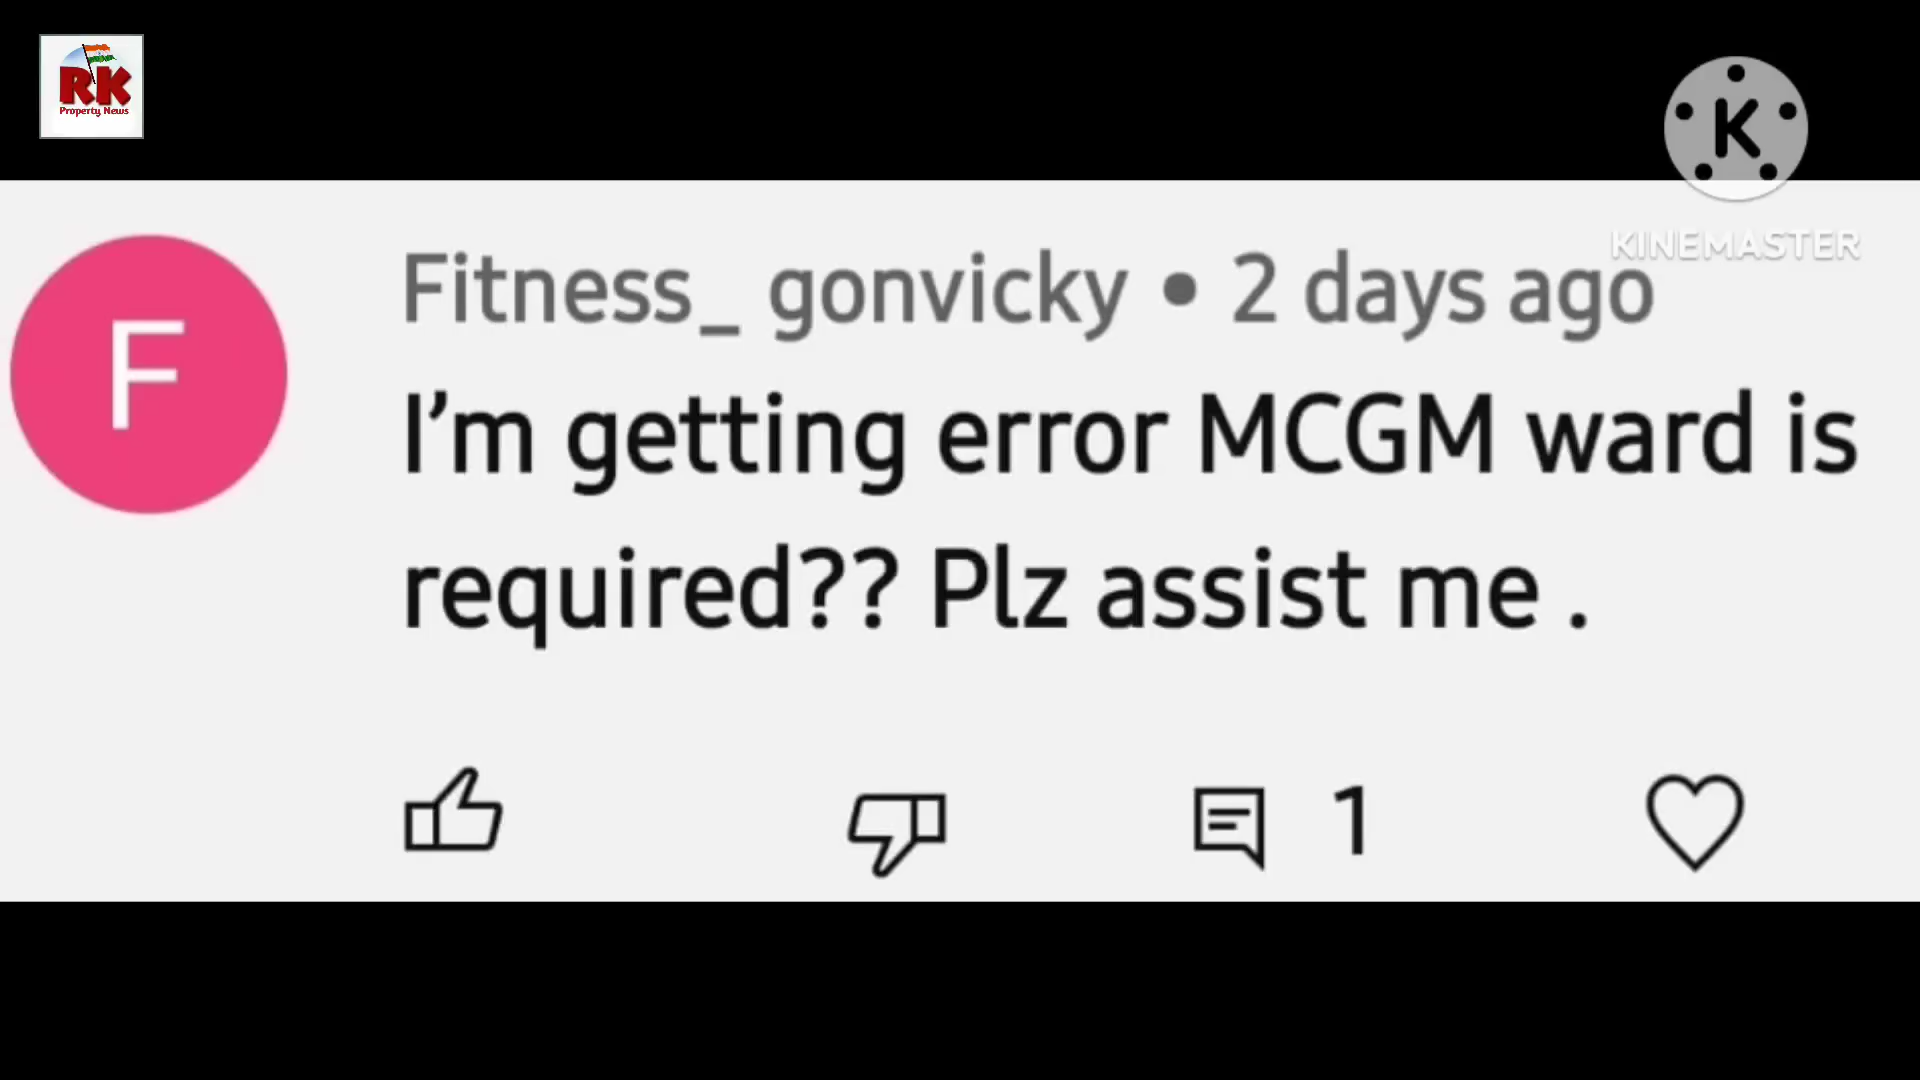 RK
Property News
K
KINEMASTER
Fitness_ gonvicky • 2 days ago
F
I'm getting error MCGM ward is
required?? Plz assist me .
1